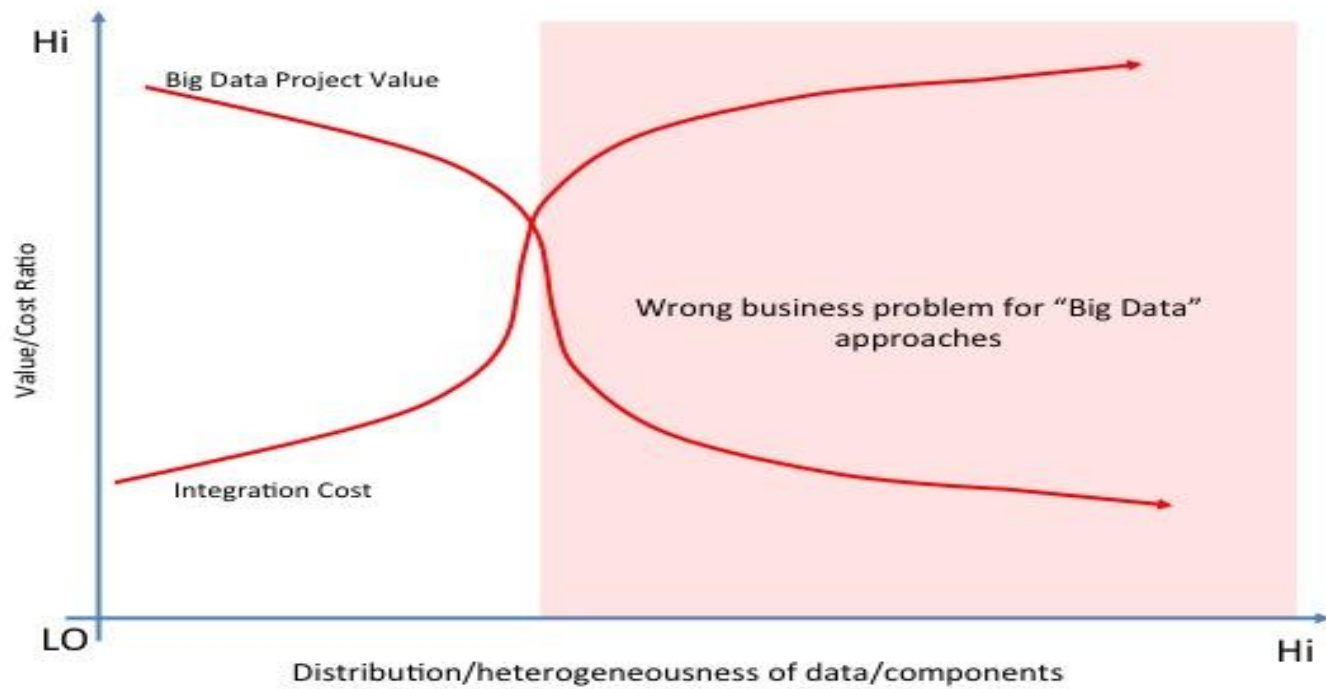 Hi
Big Data Project Value
Value/Cost Ratio
Wrong business problem for “Big Data”
approaches
Integration Cost
LO
Hi
Distribution/heterogeneousness of data/components